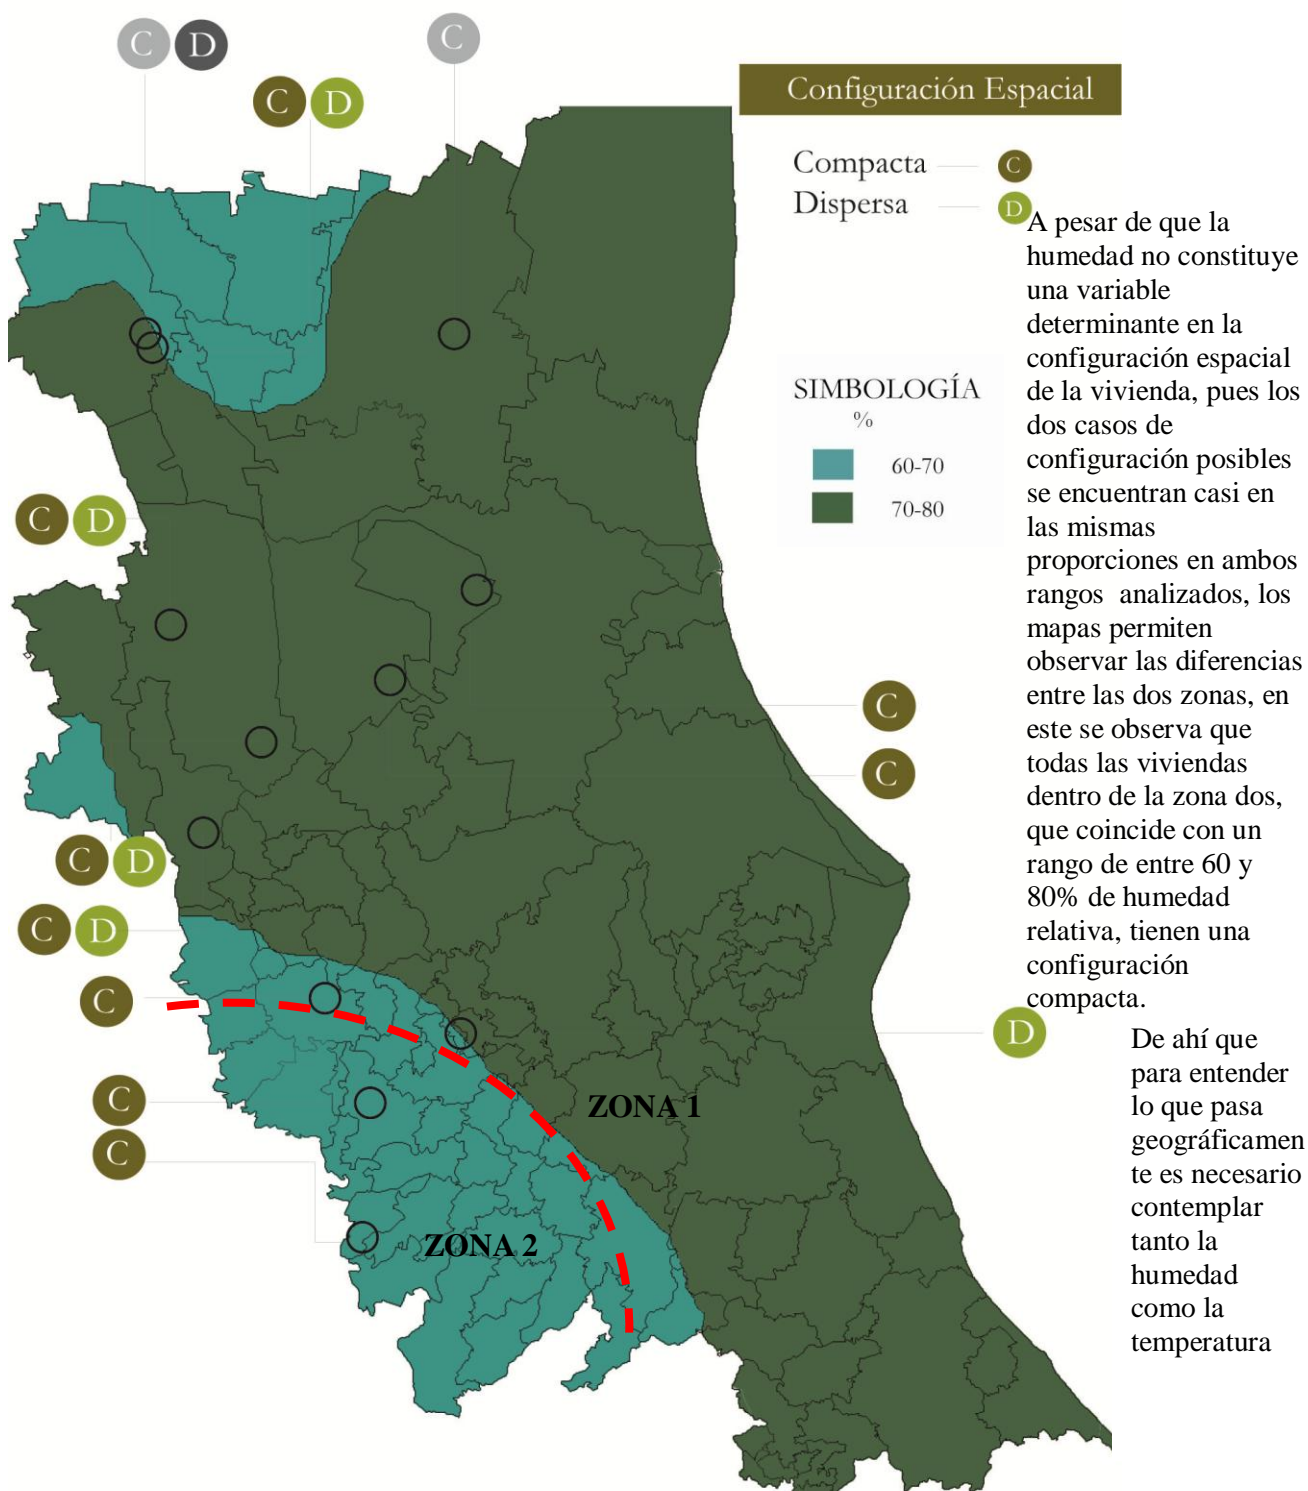 C D
C
C D
Configuración Espacial
Compacta C
Dispersa D
SIMBOLOGÍA
%
60-70
70-80
A pesar de que la
humedad no constituye
una variable
determinante en la
configuración espacial
de la vivienda, pues los
dos casos de
configuración posibles
se encuentran casi en
las mismas
proporciones en ambos
rangos  analizados, los
mapas permiten
observar las diferencias
entre las dos zonas, en
este se observa que
todas las viviendas
dentro de la zona dos,
que coincide con un
rango de entre 60 y
80% de humedad
relativa, tienen una
configuración
compacta.
De ahí que
para entender
lo que pasa
geográficamen
te es necesario
contemplar
tanto la
humedad
como la
temperatura
C D
C
C
C D
C D
C
D
C
C
ZONA 1
ZONA 2